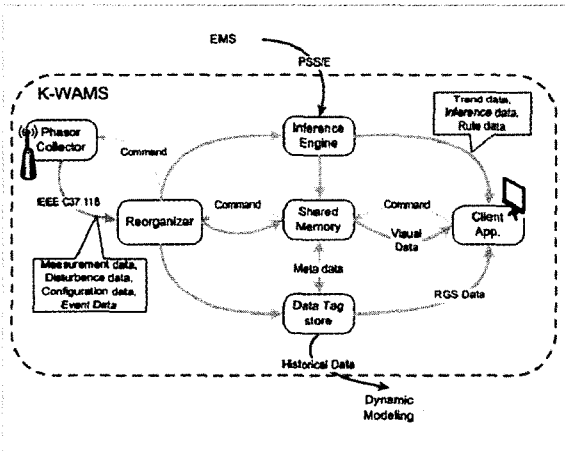 EMS
PSS/E
K-WAMS
Phasor
Collector
Command
Inference
Engine
Trend data,
Inference data,
Rule data
IEEE C37.118
Reorganizer
Command
Shared
Memory
Command
Visual
Data
Client
App.
Measurement data,
Disturbance data,
Configuration data,
Event Data
Meta data
Data Tag
store
RGS Data
Historical Data
Dynamic
Modeling